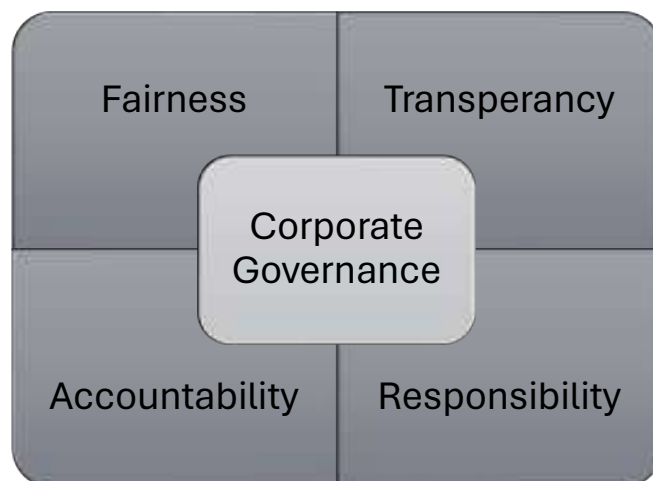 Fairness
Transperancy
Corporate
Governance
Accountability
Responsibility